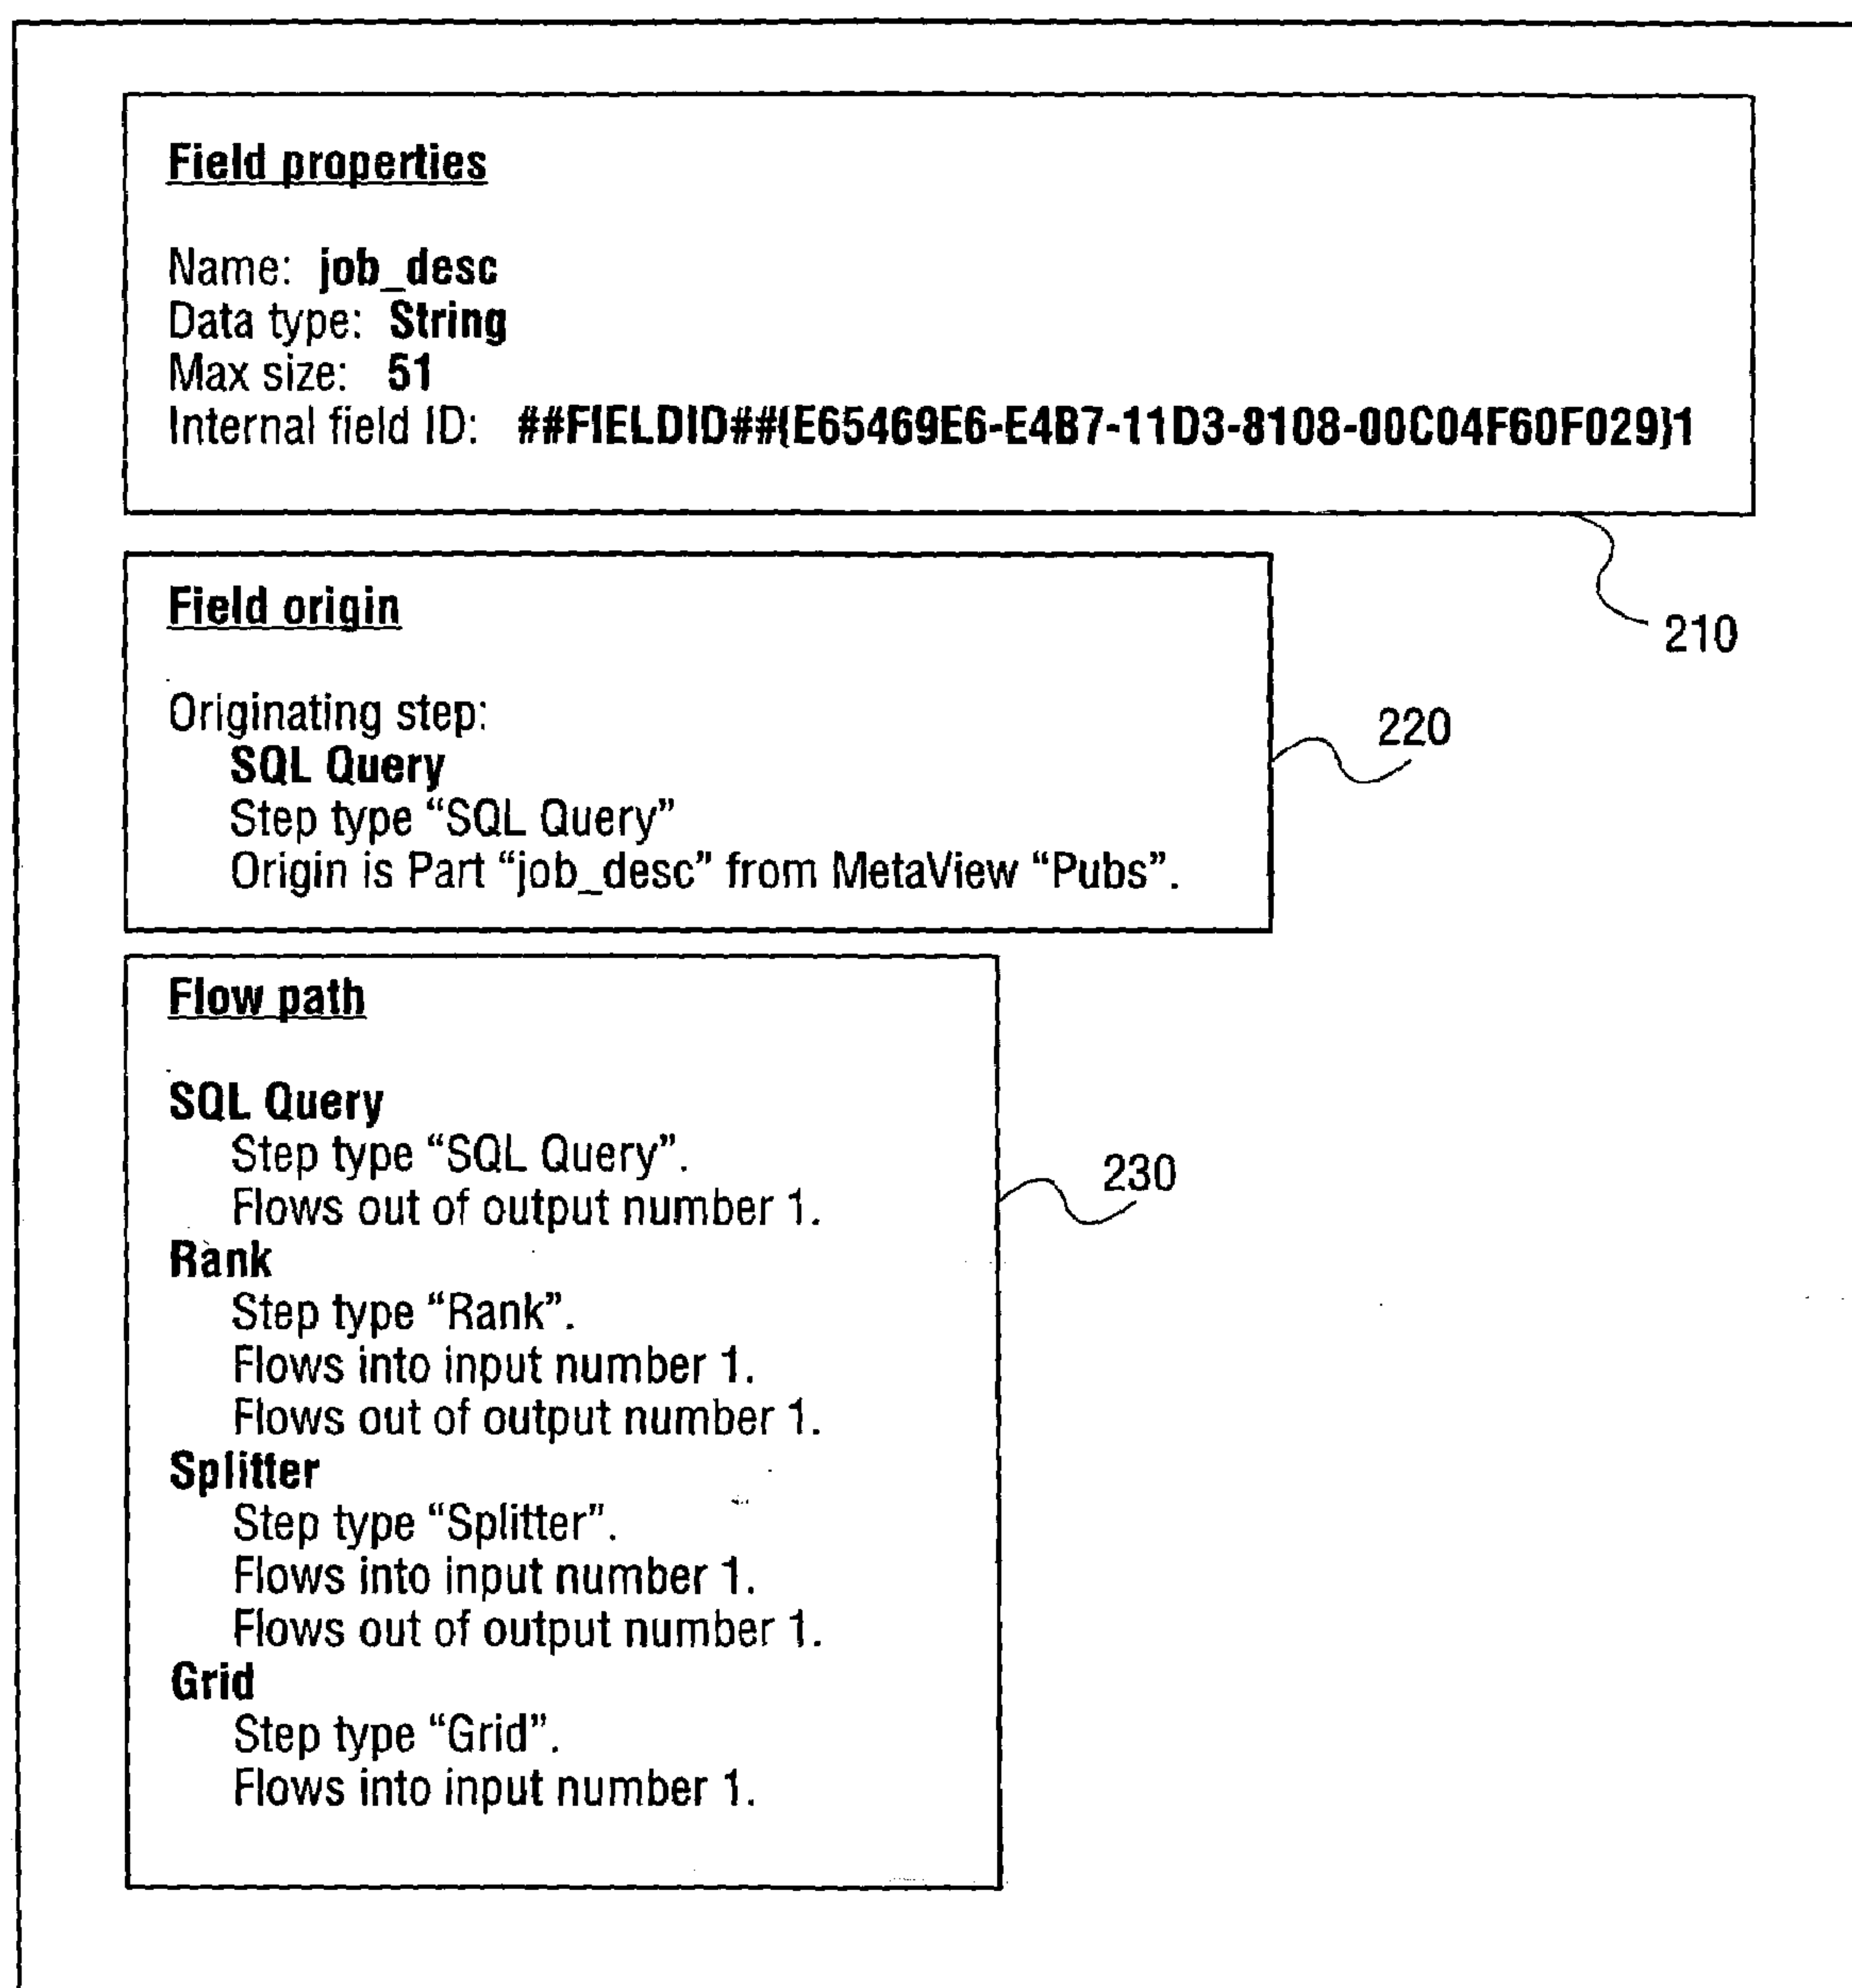 Field properties
Name: job_desc
Data type: String
Max size: 51
Internal field ID: ##FIELDID##{E65469E6-E4B7-11D3-8108-00C04F60F029}1
210
Field origin
Originating step:
SQL Query
Step type “SQL Query”
Origin is Part “job_desc” from MetaView “Pubs”.
220
Flow path
SQL Query
Step type “SQL Query”.
Flows out of output number 1.
Rank
Step type “Rank”.
Flows into input number 1.
Flows out of output number 1.
Splitter
Step type “Splitter”.
Flows into input number 1.
Flows out of output number 1.
Grid
Step type “Grid”.
Flows into input number 1.
230